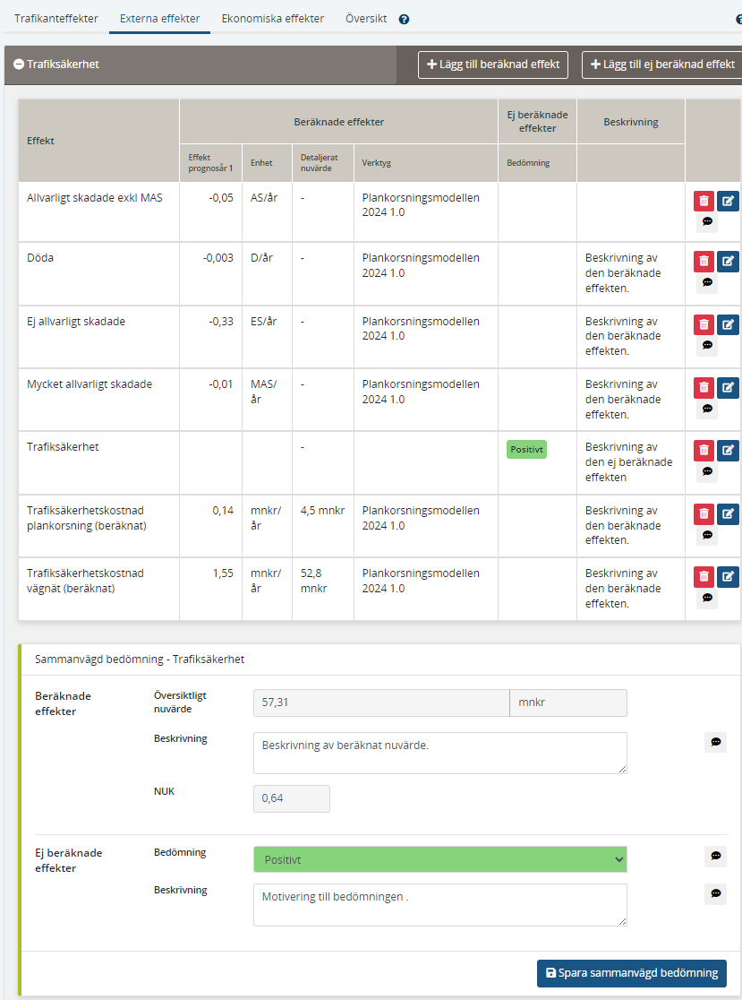 Trafikanteffekter Externa effekter Ekonomiska effekter Översikt ?
Trafiksäkerhet + Lägg till beräknad effekt + Lägg till ej beräknad effekt
Effekt Beräknade effekter Ej beräknade effekter Beskrivning
Effekt prognosår 1 Enhet Detaljerat nuvärde Verktyg Bedömning
Allvarligt skadade exkl MAS -0,05 AS/år - Plankorsningsmodellen
2024 1.0
Döda -0,003 D/år - Plankorsningsmodellen Beskrivning av
2024 1.0 den beräknade
effekten.
Ej allvarligt skadade -0,33 ES/år - Plankorsningsmodellen Beskrivning av
2024 1.0 den beräknade
effekten.
Mycket allvarligt skadade -0,01 MAS/ - Plankorsningsmodellen Beskrivning av
år 2024 1.0 den beräknade
effekten.
Trafiksäkerhet - Positivt Beskrivning av
den ej beräknade
effekten
Trafiksäkerhetskostnad 0,14 mnkr/ 4,5 mnkr Plankorsningsmodellen Beskrivning av
plankorsning (beräknat) år 2024 1.0 den beräknade
effekten.
Trafiksäkerhetskostnad 1,55 mnkr/ 52,8 Plankorsningsmodellen Beskrivning av
vägnät (beräknat) år mnkr 2024 1.0 den beräknade
effekten.
Sammanvägd bedömning - Trafiksäkerhet
Beräknade Översiktligt 57,31 mnkr
effekter nuvärde
Beskrivning Beskrivning av beräknat nuvärde.
NUK 0,64
Ej beräknade Bedömning Positivt
effekter
Beskrivning Motivering till bedömningen .
Spara sammanvägd bedömning